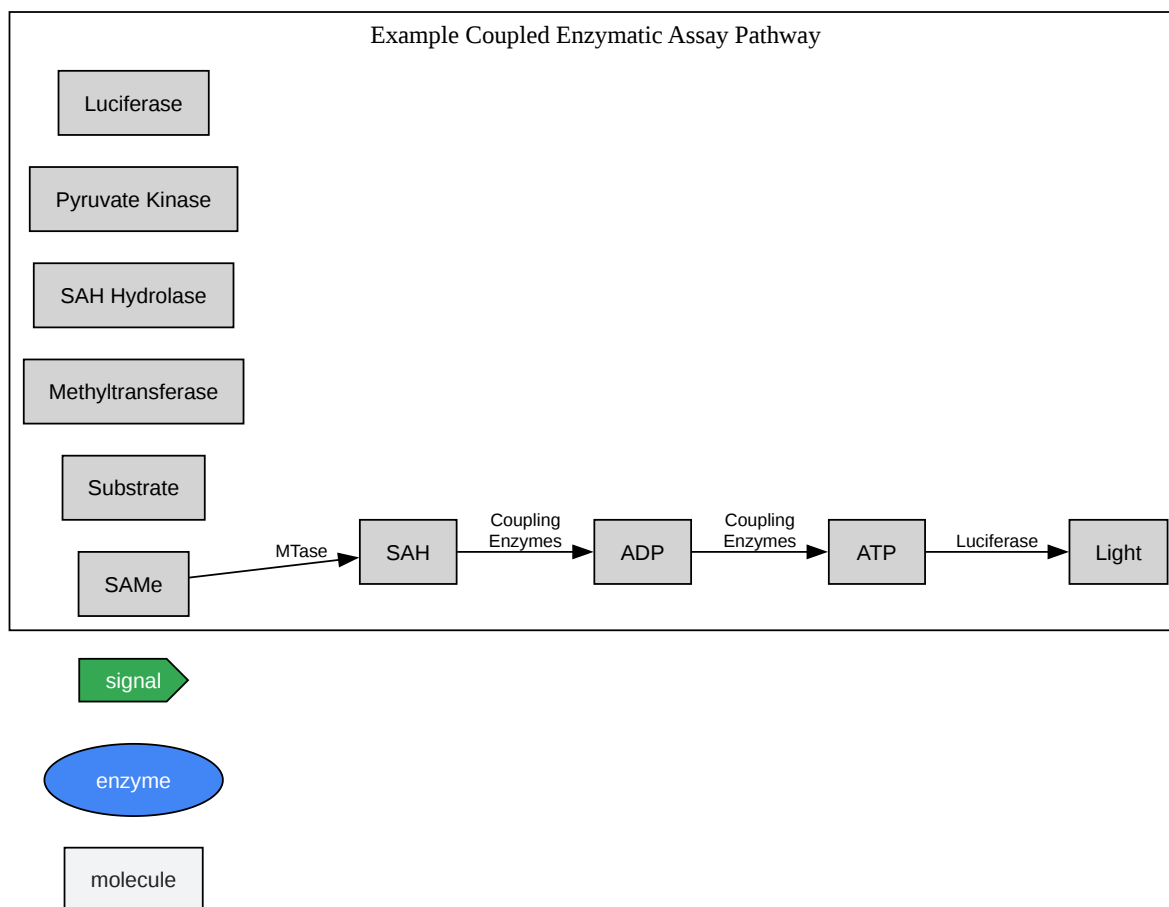 Example Coupled Enzymatic Assay Pathway
Luciferase
Pyruvate Kinase
SAH Hydrolase
Methyltransferase
Substrate
SAMe
MTase
SAH
Coupling
Enzymes
ADP
Coupling
Enzymes
ATP
Luciferase
Light
signal
enzyme
molecule